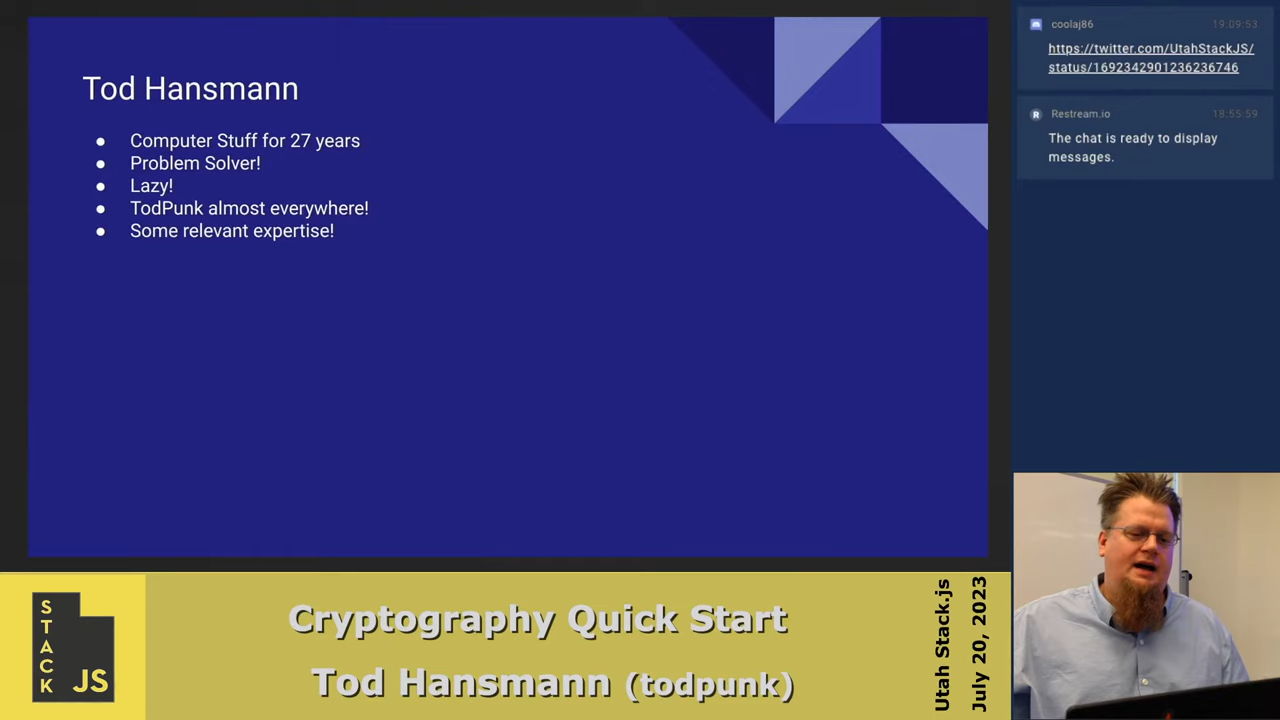 Tod Hansmann
● Computer Stuff for 27 years
● Problem Solver!
● Lazy!
● TodPunk almost everywhere!
● Some relevant expertise!
coolaj86 19:09:53
https://twitter.com/UtahStackJS/
status/1692342901236236746
R Restream.io 18:55:59
The chat is ready to display
messages.
STACK
JS
Cryptography Quick Start
Tod Hansmann (todpunk)
Utah Stack.js
July 20, 2023